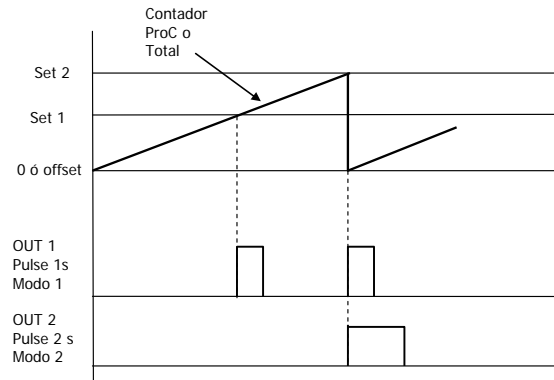 Contador
ProC o
Total
Set 2
Set 1
0 ó offset
OUT 1
Pulse 1s
Modo 1
OUT 2
Pulse 2 s
Modo 2